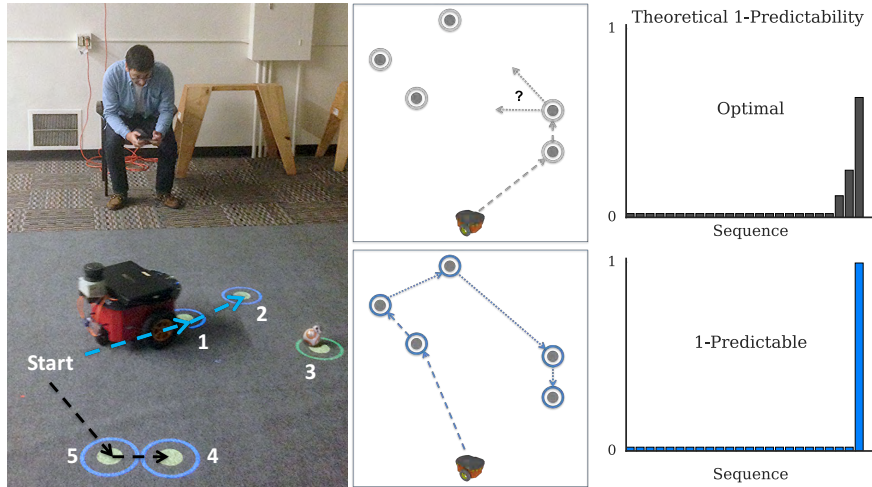 Start
1
2
3
5
4
?
Theoretical 1-Predictability
1
Optimal
0
Sequence
1
1-Predictable
0
Sequence